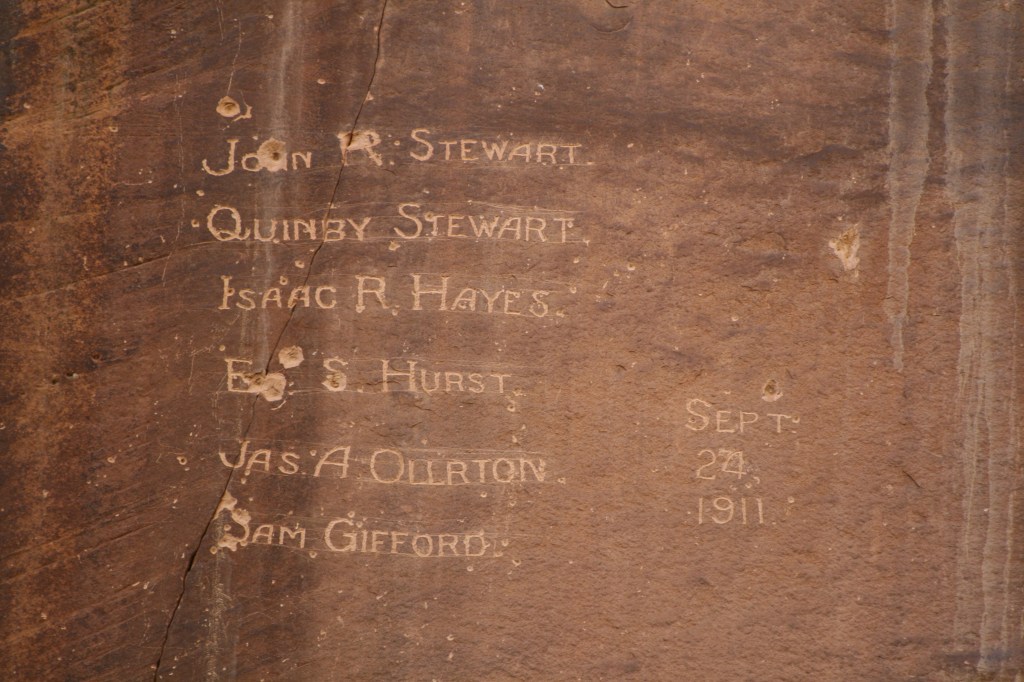 JOHN R. STEWART.
QUINBY STEWART.
ISAAC R. HAYES.
S. HURST.
JAS. A. OLLRTON.
SAM GIFFORD.
SEPT.
24,
1911